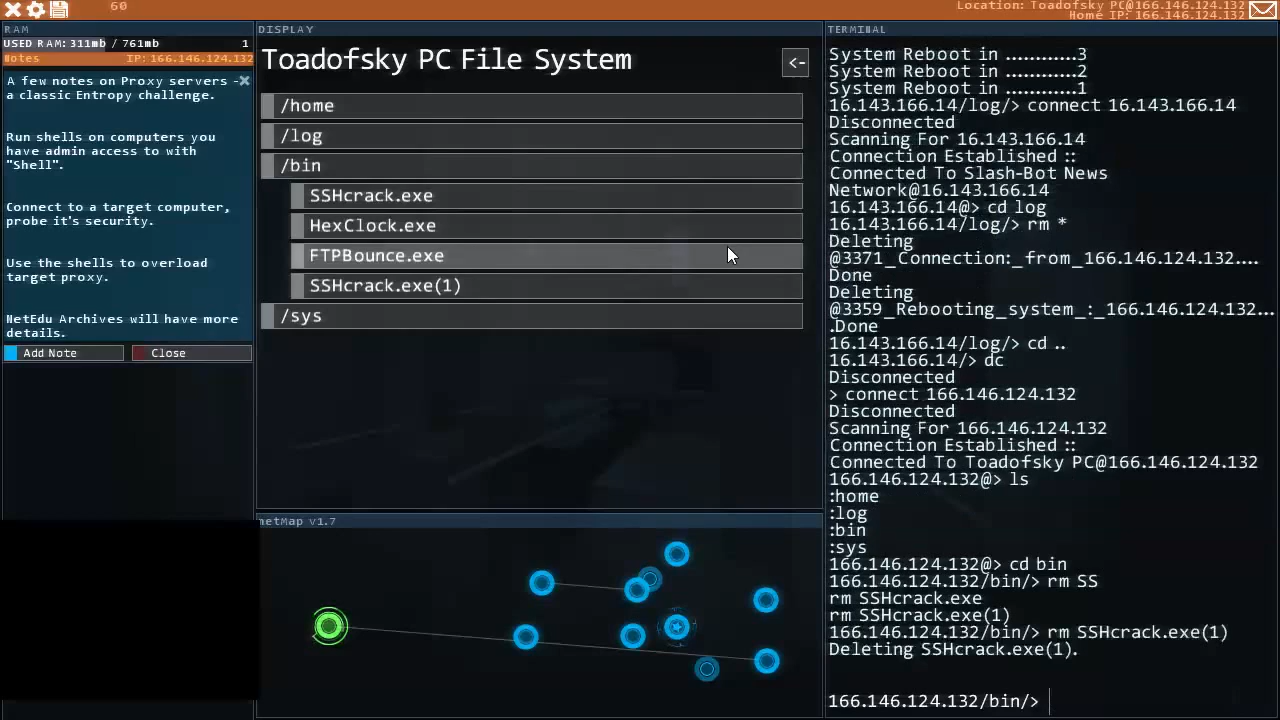 60
Location: Toadofsky PC@166.146.124.132
Home IP: 166.146.124.132
RAM
USED RAM: 311mb / 761mb 1
Notes IP: 166.146.124.132
A few notes on Proxy servers -
a classic Entropy challenge.
Run shells on computers you
have admin access to with
"Shell".
Connect to a target computer,
probe it's security.
Use the shells to overload
target proxy.
NetEdu Archives will have more
details.
Add Note
Close
DISPLAY
Toadofsky PC File System
<-
/home
/log
/bin
SSHcrack.exe
HexClock.exe
FTPBounce.exe
SSHcrack.exe(1)
/sys
netMap v1.7
TERMINAL
System Reboot in ............3
System Reboot in ............2
System Reboot in ............1
16.143.166.14/log/> connect 16.143.166.14
Disconnected
Scanning For 16.143.166.14
Connection Established ::
Connected To Slash-Bot News
Network@16.143.166.14
16.143.166.14@> cd log
16.143.166.14/log/> rm *
Deleting
@3371_Connection:_from_166.146.124.132....
Done
Deleting
@3359_Rebooting_system_:_166.146.124.132...
.Done
16.143.166.14/log/> cd ..
16.143.166.14/> dc
Disconnected
> connect 166.146.124.132
Disconnected
Scanning For 166.146.124.132
Connection Established ::
Connected To Toadofsky PC@166.146.124.132
166.146.124.132@> ls
:home
:log
:bin
:sys
166.146.124.132@> cd bin
166.146.124.132/bin/> rm SS
rm SSHcrack.exe
rm SSHcrack.exe(1)
166.146.124.132/bin/> rm SSHcrack.exe(1)
Deleting SSHcrack.exe(1).
166.146.124.132/bin/>